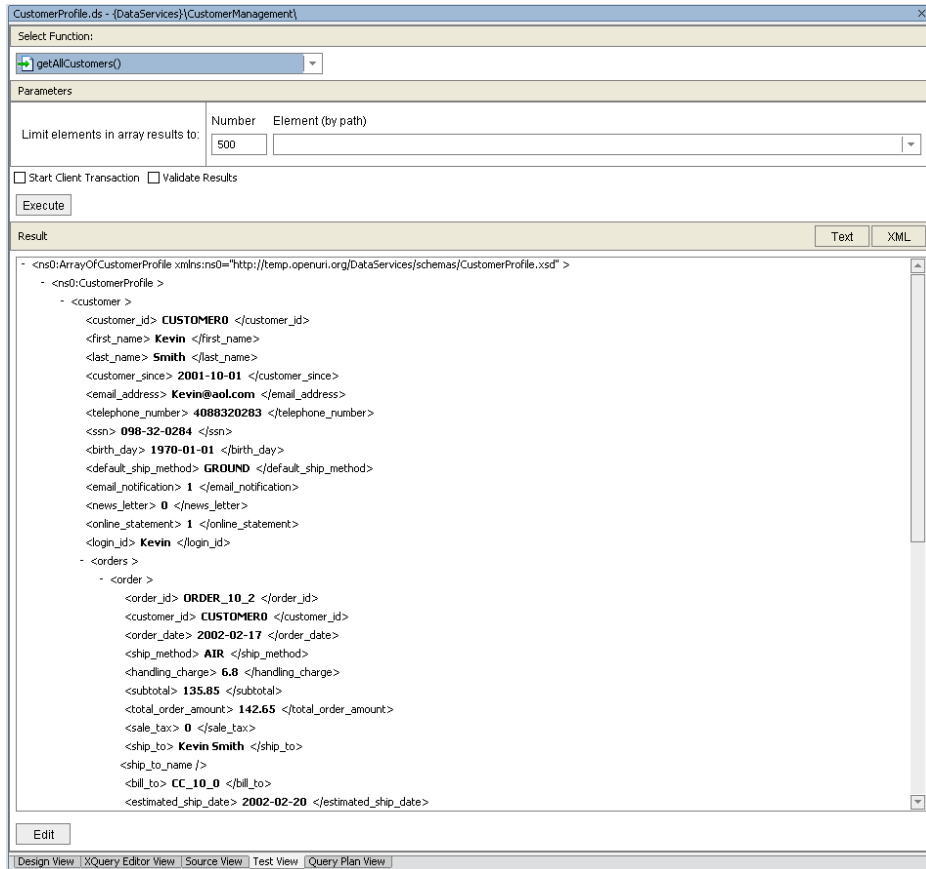 CustomerProfile.ds - {DataServices}\CustomerManagement\
Select Function:
getAllCustomers()
Parameters
Number Element (by path)
Limit elements in array results to:
500
Start Client Transaction Validate Results
Execute
Result Text XML
- <ns0:ArrayOfCustomerProfile xmlns:ns0="http://temp.openuri.org/DataServices/schemas/CustomerProfile.xsd" >
- <ns0:CustomerProfile >
- <customer >
<customer_id> CUSTOMER0 </customer_id>
<first_name> Kevin </first_name>
<last_name> Smith </last_name>
<customer_since> 2001-10-01 </customer_since>
<email_address> Kevin@aol.com </email_address>
<telephone_number> 4088320283 </telephone_number>
<ssn> 098-32-0284 </ssn>
<birth_day> 1970-01-01 </birth_day>
<default_ship_method> GROUND </default_ship_method>
<email_notification> 1 </email_notification>
<news_letter> 0 </news_letter>
<online_statement> 1 </online_statement>
<login_id> Kevin </login_id>
- <orders >
- <order >
<order_id> ORDER_10_2 </order_id>
<customer_id> CUSTOMER0 </customer_id>
<order_date> 2002-02-17 </order_date>
<ship_method> AIR </ship_method>
<handling_charge> 6.8 </handling_charge>
<subtotal> 135.85 </subtotal>
<total_order_amount> 142.65 </total_order_amount>
<sale_tax> 0 </sale_tax>
<ship_to> Kevin Smith </ship_to>
<ship_to_name />
<bill_to> CC_10_0 </bill_to>
<estimated_ship_date> 2002-02-20 </estimated_ship_date>
Edit
Design View XQuery Editor View Source View Test View Query Plan View